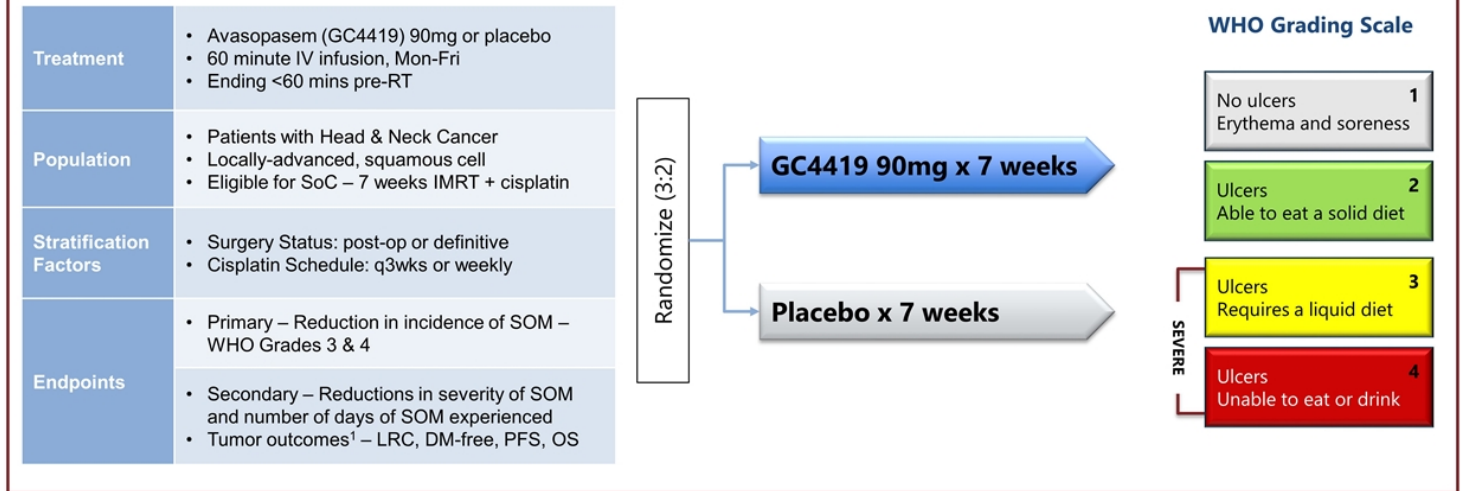 Treatment
• Avasopasem (GC4419) 90mg or placebo
• 60 minute IV infusion, Mon-Fri
• Ending <60 mins pre-RT
Population
• Patients with Head & Neck Cancer
• Locally-advanced, squamous cell
• Eligible for SoC – 7 weeks IMRT + cisplatin
Stratification
Factors
• Surgery Status: post-op or definitive
• Cisplatin Schedule: q3wks or weekly
Endpoints
• Primary – Reduction in incidence of SOM –
WHO Grades 3 & 4
• Secondary – Reductions in severity of SOM
and number of days of SOM experienced
• Tumor outcomes¹ – LRC, DM-free, PFS, OS
Randomize (3:2)
GC4419 90mg x 7 weeks
Placebo x 7 weeks
WHO Grading Scale
1
No ulcers
Erythema and soreness
2
Ulcers
Able to eat a solid diet
SEVERE
3
Ulcers
Requires a liquid diet
4
Ulcers
Unable to eat or drink